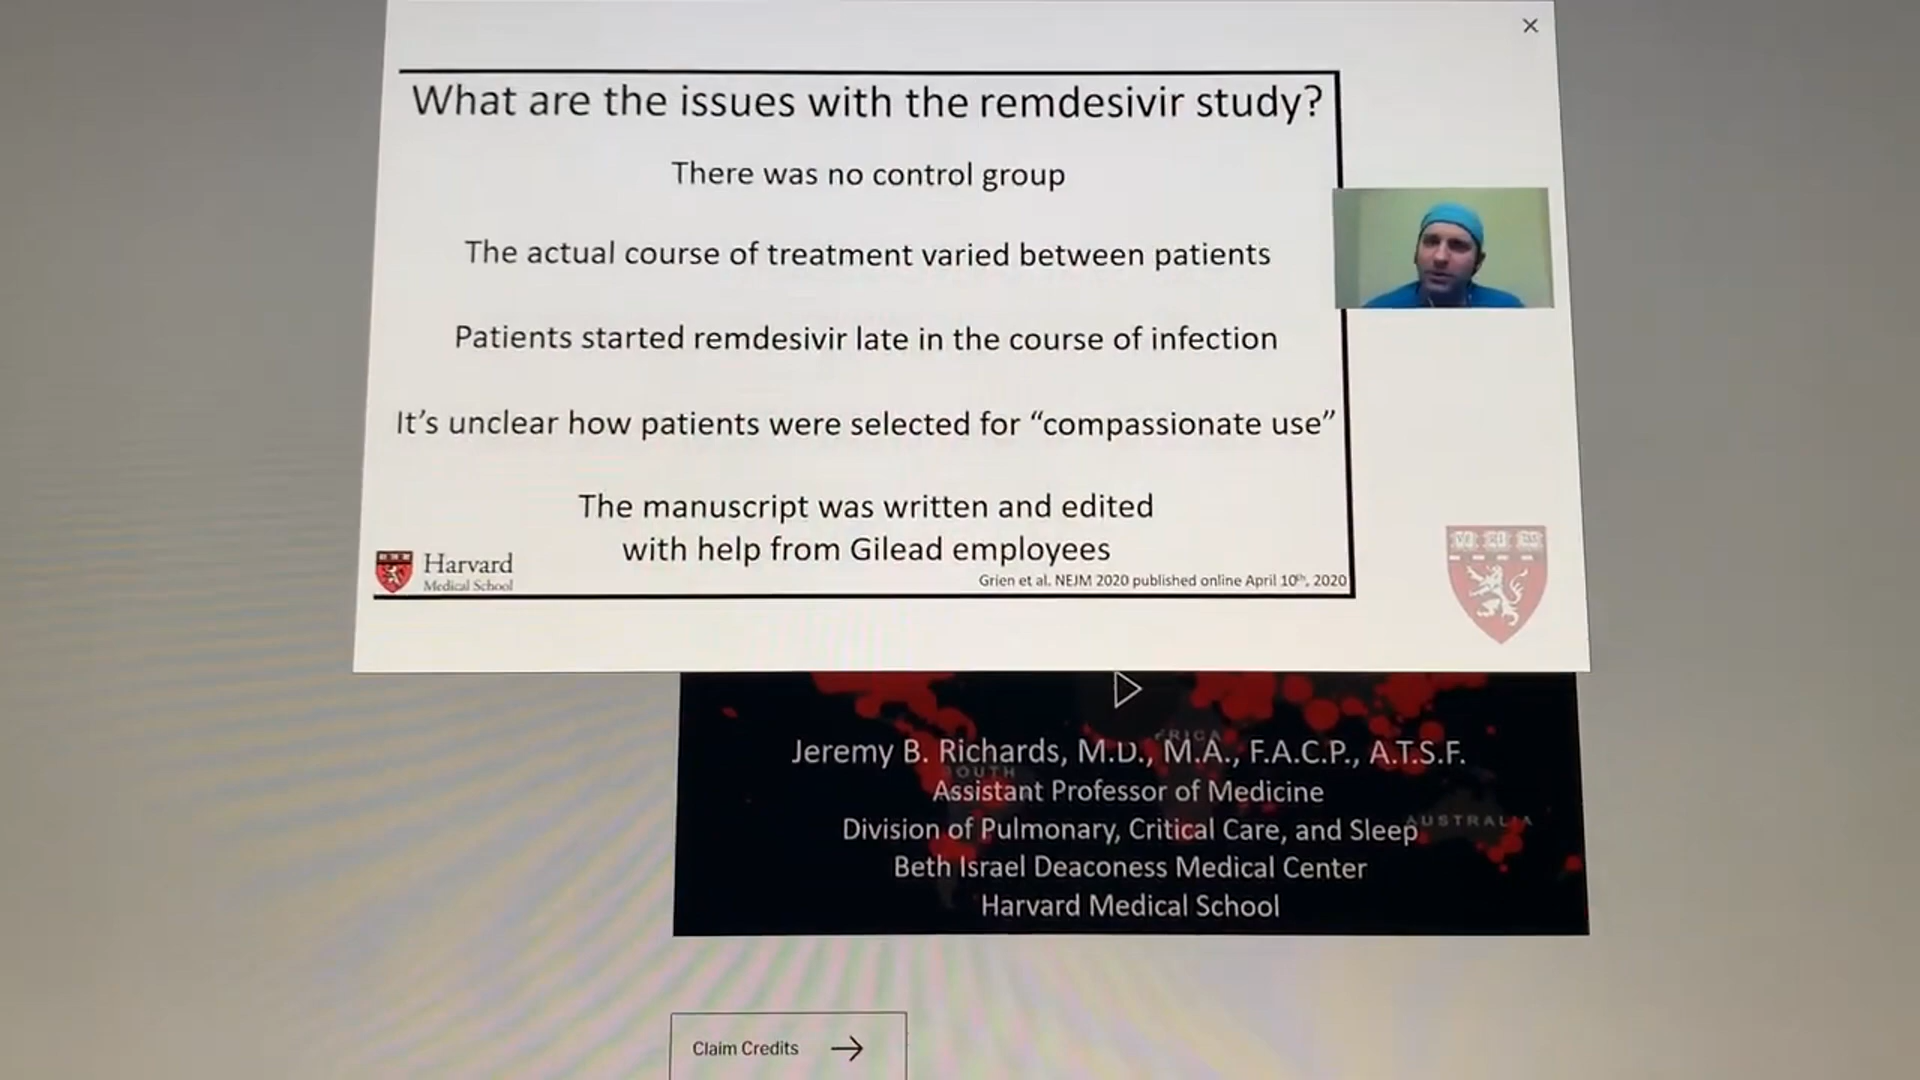 What are the issues with the remdesivir study?
There was no control group
The actual course of treatment varied between patients
Patients started remdesivir late in the course of infection
It's unclear how patients were selected for “compassionate use”
The manuscript was written and edited
with help from Gilead employees
Harvard
Medical School
Grien et al. NEJM 2020 published online April 10th, 2020
Jeremy B. Richards, M.D., M.A., F.A.C.P., A.T.S.F.
Assistant Professor of Medicine
Division of Pulmonary, Critical Care, and Sleep
AUSTRALIA
Beth Israel Deaconess Medical Center
Harvard Medical School
Claim Credits